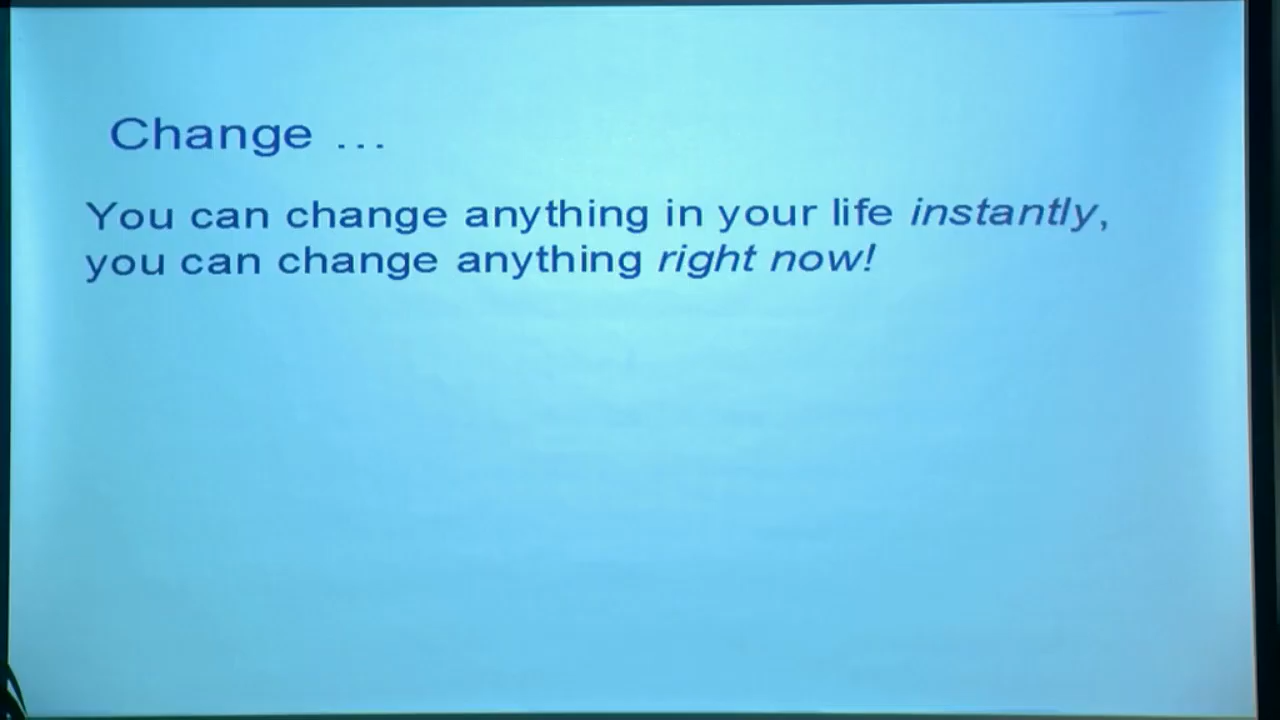 Change ...
You can change anything in your life instantly,
you can change anything right now!